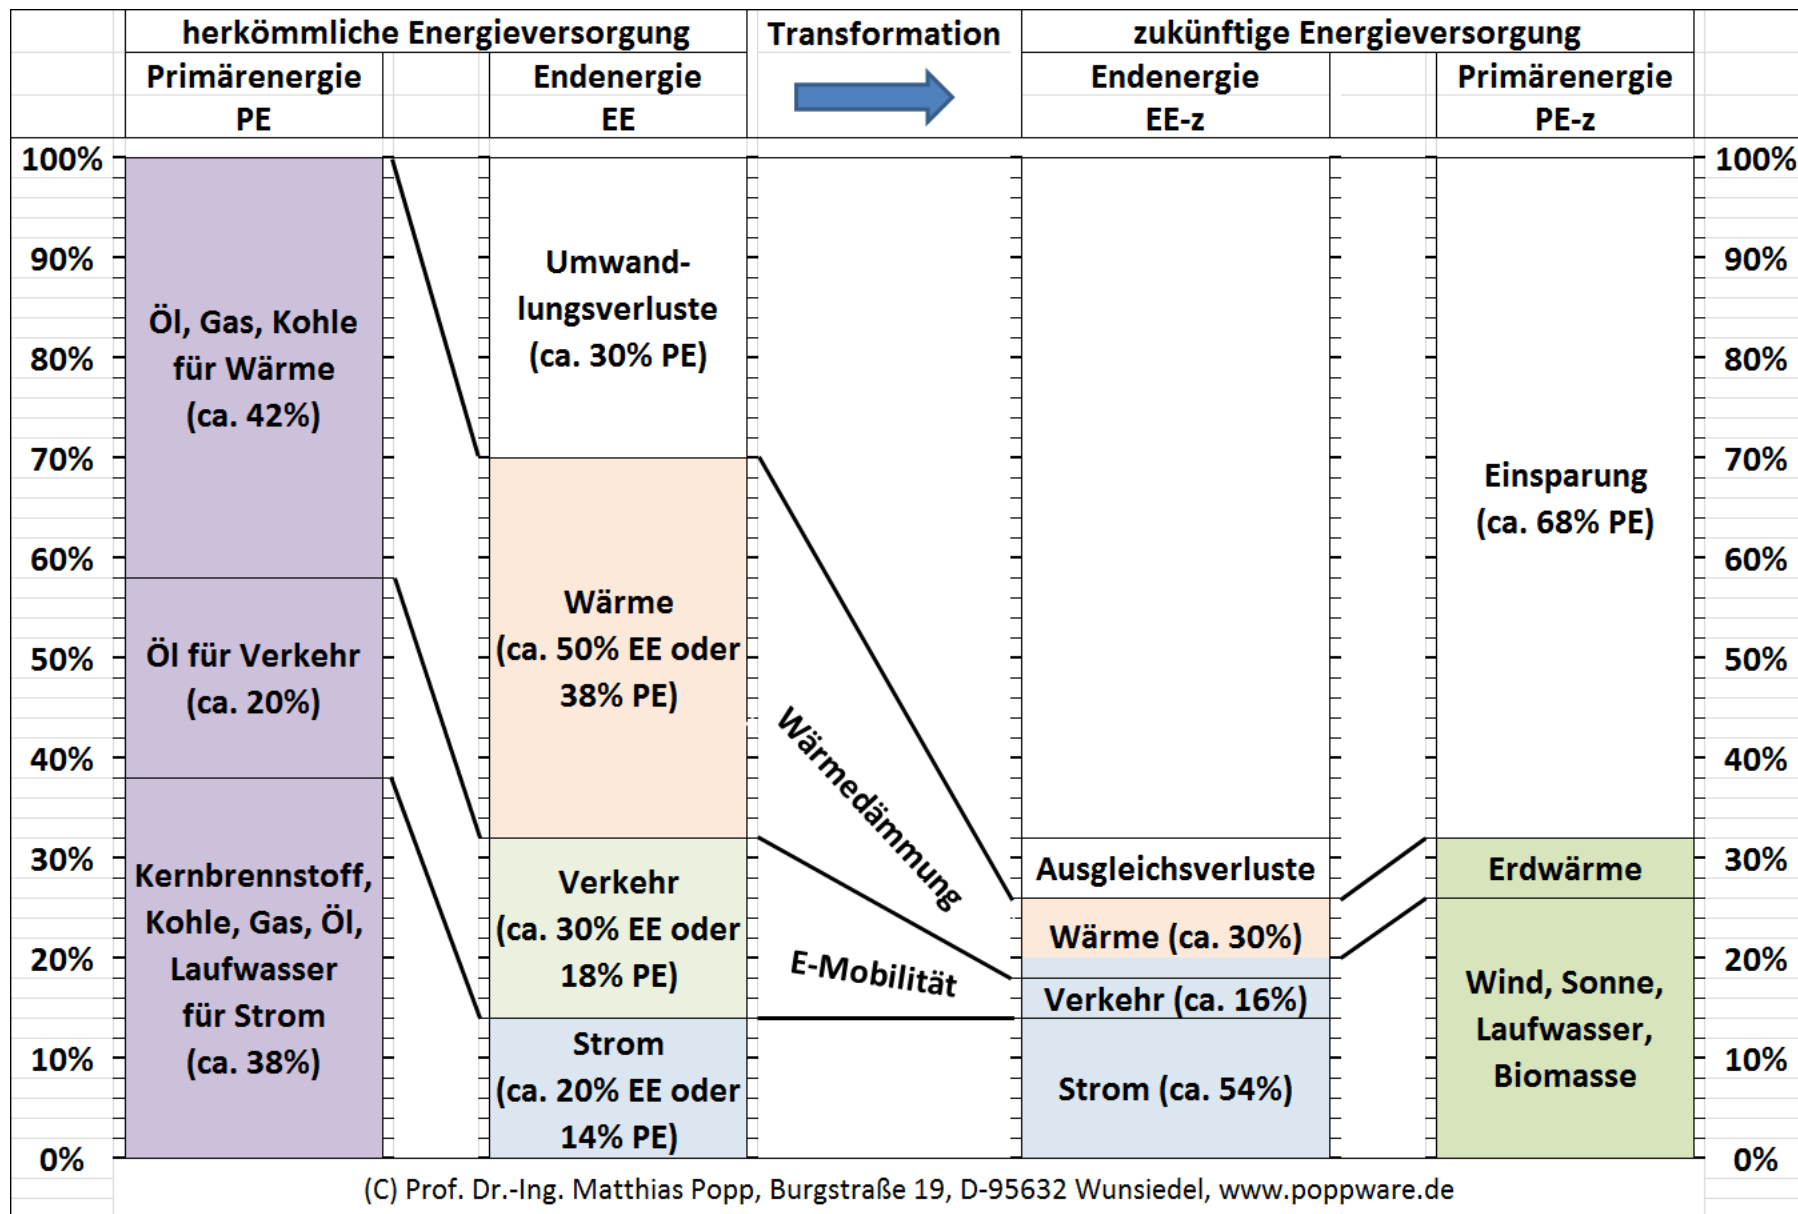 herkömmliche Energieversorgung
Transformation
zukünftige Energieversorgung
Primärenergie
PE
Endenergie
EE
Endenergie
EE-z
Primärenergie
PE-z
100%
90%
80%
70%
60%
50%
40%
30%
20%
10%
0%
Öl, Gas, Kohle
für Wärme
(ca. 42%)
Öl für Verkehr
(ca. 20%)
Kernbrennstoff,
Kohle, Gas, Öl,
Laufwasser
für Strom
(ca. 38%)
Umwand-
lungsverluste
(ca. 30% PE)
Wärme
(ca. 50% EE oder
38% PE)
Verkehr
(ca. 30% EE oder
18% PE)
Strom
(ca. 20% EE oder
14% PE)
Wärmedämmung
E-Mobilität
Ausgleichsverluste
Wärme (ca. 30%)
Verkehr (ca. 16%)
Strom (ca. 54%)
Einsparung
(ca. 68% PE)
Erdwärme
Wind, Sonne,
Laufwasser,
Biomasse
100%
90%
80%
70%
60%
50%
40%
30%
20%
10%
0%
(C) Prof. Dr.-Ing. Matthias Popp, Burgstraße 19, D-95632 Wunsiedel, www.poppware.de